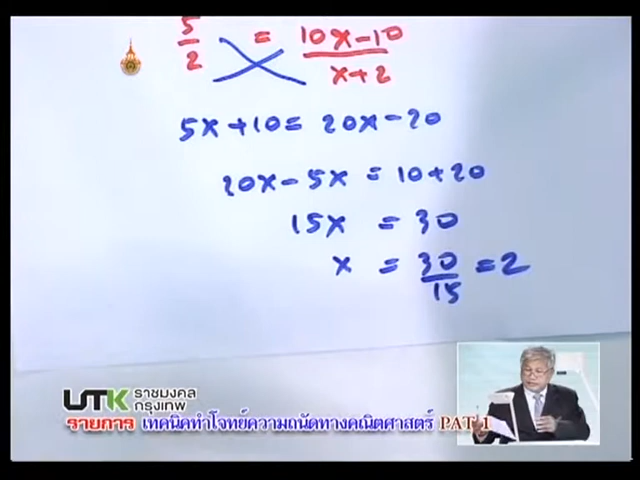 5/2 = 10x-10/x+2
5x+10= 20x-20
20x-5x = 10+20
15x = 30
x = 30/15 = 2
UTK ราชมงคล
กรุงเทพ
รายการ เทคนิคทำโจทย์ความถนัดทางคณิตศาสตร์ PAT 1